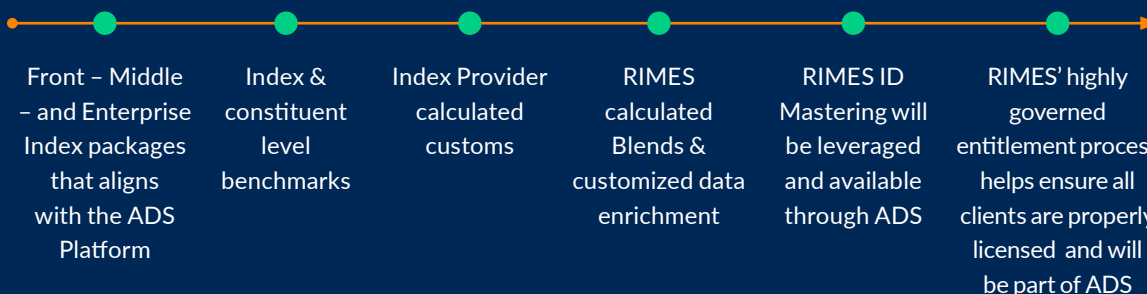 Front – Middle
– and Enterprise
Index packages
that aligns
with the ADS
Platform
Index &
constituent
level
benchmarks
Index Provider
calculated
customs
RIMES
calculated
Blends &
customized data
enrichment
RIMES ID
Mastering will
be leveraged
and available
through ADS
RIMES’ highly
governed
entitlement proces
helps ensure all
clients are properly
licensed and will
be part of ADS